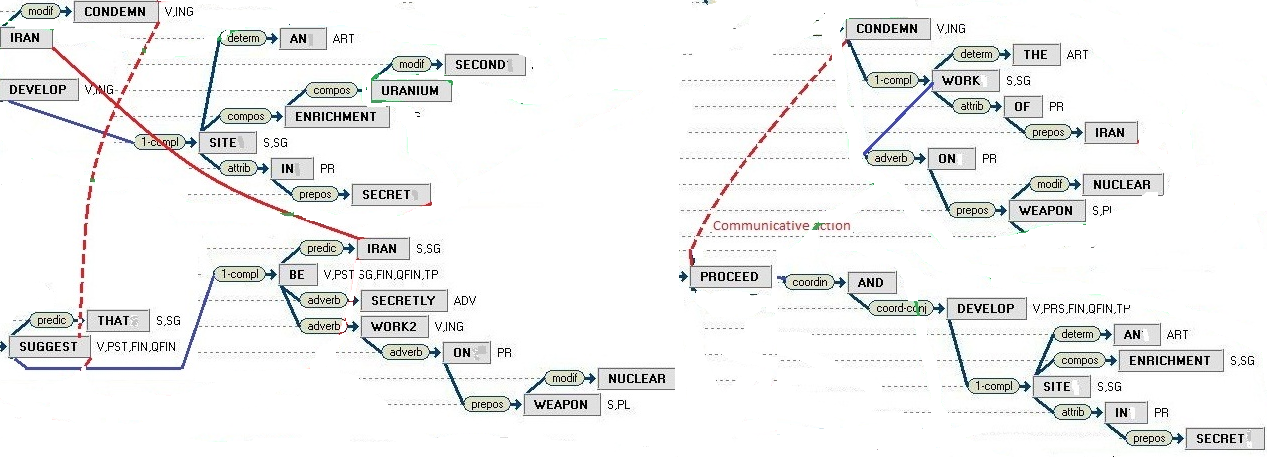 modif CONDEMN V,ING
IRAN
determ AN ART
modif SECOND
DEVELOP V,ING
compos URANIUM
compos ENRICHMENT
1-compl SITE S,SG
attrib IN PR
prepos SECRET
predic IRAN S,SG
1-compl BE V,PST SG,FIN,QFIN,TP
adverb SECRETLY ADV
predic THAT S,SG
adverb WORK2 V,ING
SUGGEST V,PST,FIN,QFIN
adverb ON PR
modif NUCLEAR
prepos WEAPON S,PL
CONDEMN V,ING
determ THE ART
1-compl WORK S,SG
attrib OF PR
prepos IRAN
adverb ON PR
modif NUCLEAR
prepos WEAPON S,PL
Communicative action
PROCEED coordin AND
coord-conj DEVELOP V,PRS,FIN,QFIN,TP
determ AN ART
compos ENRICHMENT S,SG
1-compl SITE S,SG
attrib IN PR
prepos SECRET